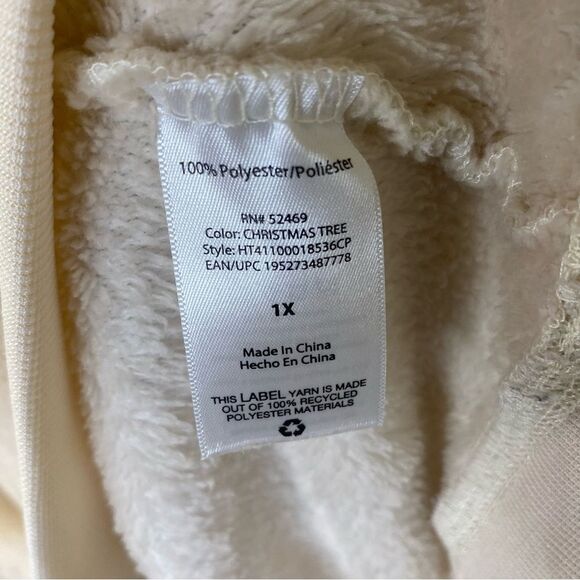 100% Polyester/Poliéster
RN# 52469
Color: CHRISTMAS TREE
Style: HT41100018536CP
EAN/UPC 195273487778
1X
Made In China
Hecho En China
THIS LABEL YARN IS MADE
OUT OF 100% RECYCLED
POLYESTER MATERIALS